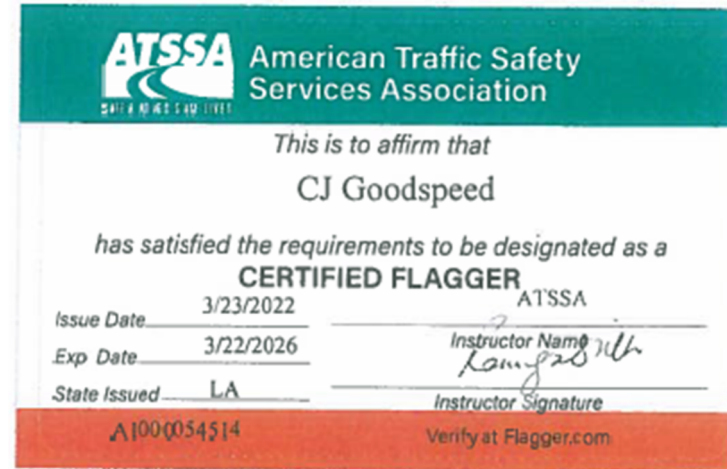 ATSSA
American Traffic Safety
Services Association
This is to affirm that
CJ Goodspeed
has satisfied the requirements to be designated as a
CERTIFIED FLAGGER
Issue Date 3/23/2022
ATSSA
Instructor Name
Exp Date 3/22/2026
State Issued LA
Instructor Signature
A1000054514
Verify at Flagger.com